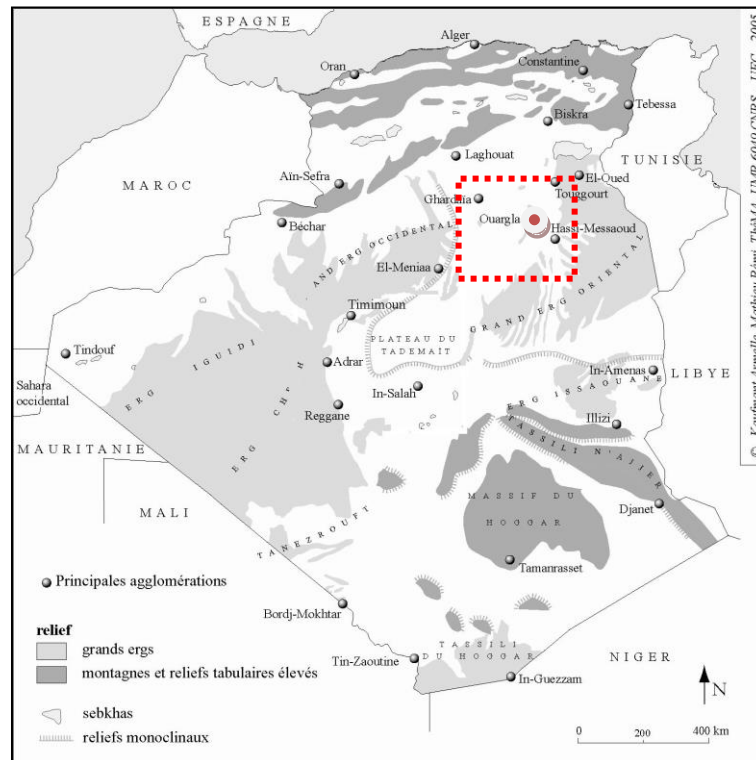 ESPAGNE
Alger
Oran
Constantine
Tebessa
Biskra
Laghouat
TUNISIE
El-Oued
Touggourt
MAROC
Aïn-Sefra
Ghardaïa
Ouargla
Hassi-Messaoud
Béchar
AND ERG OCCIDENTAL
El-Meniaa
GRAND ERG ORIENTAL
Timimoun
PLATEAU DU
TADEMAIT
Tindouf
ERG IGUIDI
Adrar
In-Amenas
LIBYE
Sahara
occidental
In-Salah
ERG ISSAOUANE
Reggane
ERG
Illizi
MAURITANIE
TASSILI N'AJJER
MALI
MASSIF DU
HOGGAR
Djanet
TANEZROUFT
Tamanrasset
Principales agglomérations
Bordj-Mokhtar
relief
grands ergs
montagnes et reliefs tabulaires élevés
TASSILI
DU HOGGAR
NIGER
Tin-Zaoutine
In-Guezzam
N
sebkhas
reliefs monoclinaux
0 200 400 km